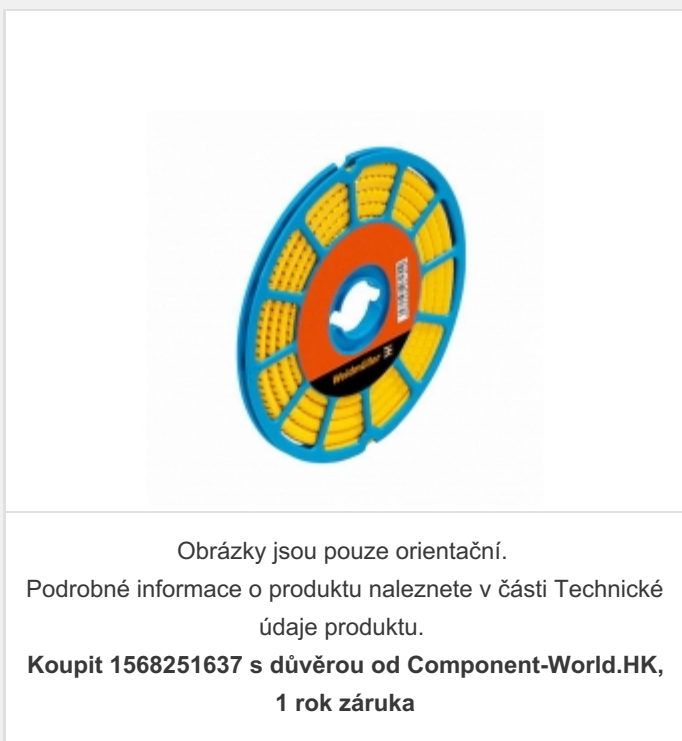 Weidmüller
Obrázky jsou pouze orientační.
Podrobné informace o produktu naleznete v části Technické
údaje produktu.
Koupit 1568251637 s důvěrou od Component-World.HK,
1 rok záruka